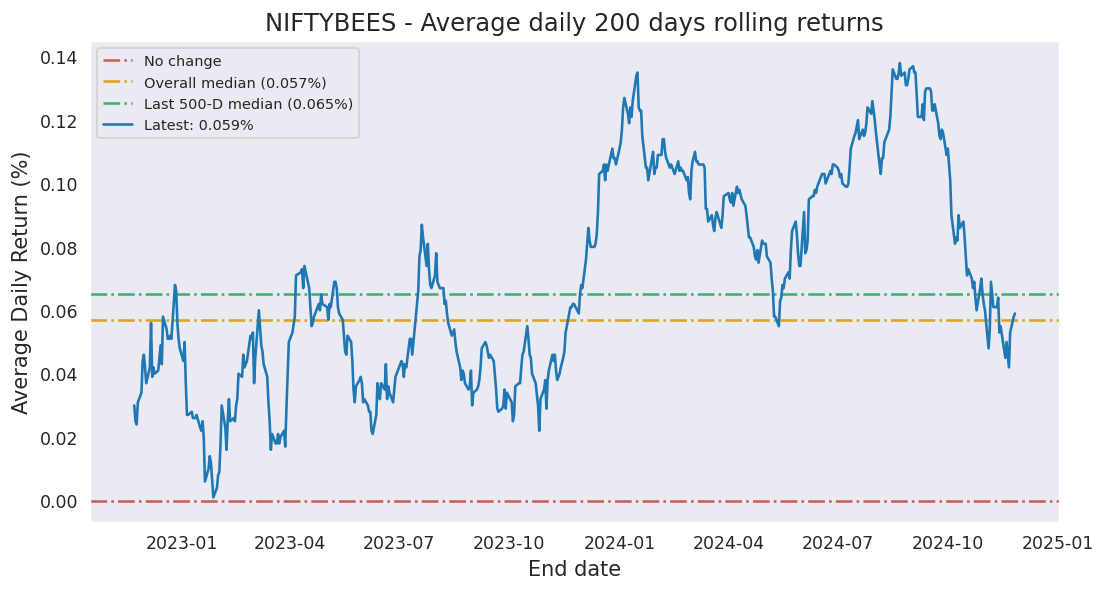 NIFTYBEES - Average daily 200 days rolling returns
No change
Overall median (0.057%)
Last 500-D median (0.065%)
Latest: 0.059%
Average Daily Return (%)
0.14
0.12
0.10
0.08
0.06
0.04
0.02
0.00
2023-01 2023-04 2023-07 2023-10 2024-01 2024-04 2024-07 2024-10 2025-01
End date